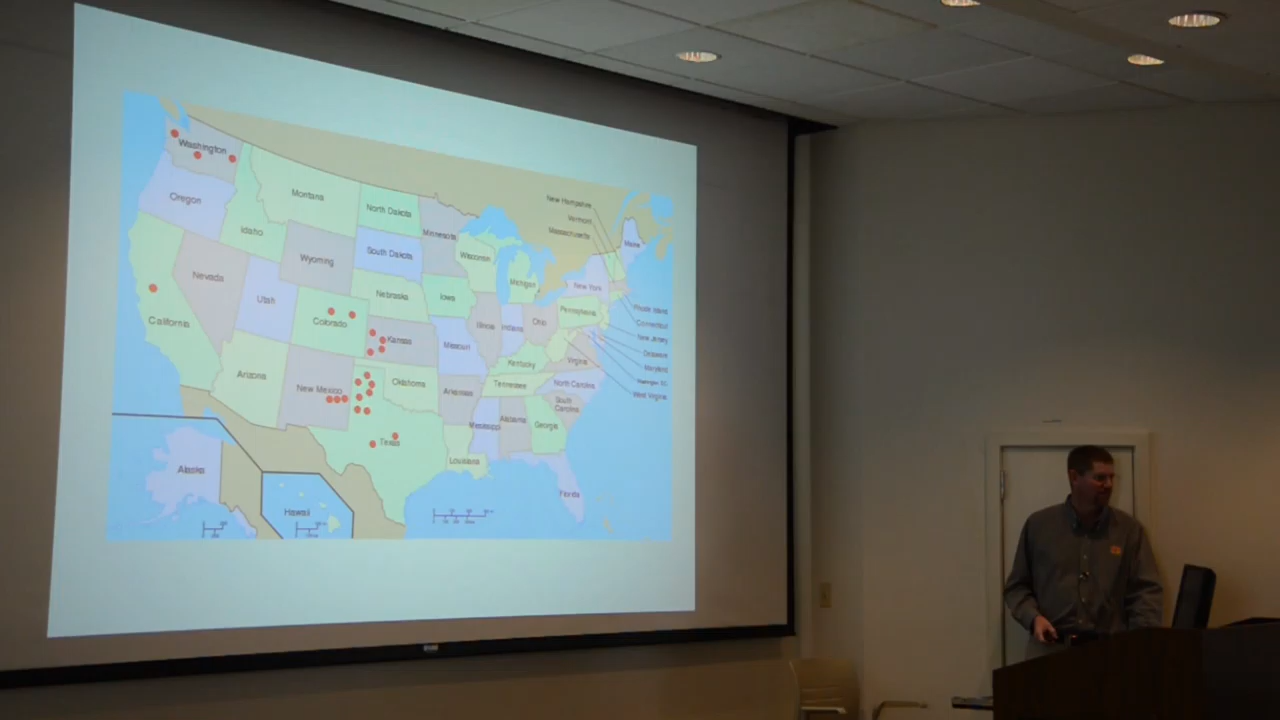 Washington
Montana
North Dakota
Minnesota
New Hampshire
Vermont
Massachusetts
Maine
Oregon
Idaho
Wyoming
South Dakota
Wisconsin
Michigan
New York
Nevada
Utah
Nebraska
Iowa
Illinois
Indiana
Ohio
Pennsylvania
Rhode Island
Connecticut
New Jersey
Delaware
Maryland
West Virginia
California
Colorado
Kansas
Missouri
Kentucky
Virginia
Arizona
New Mexico
Oklahoma
Arkansas
Tennessee
North Carolina
South
Carolina
Texas
Louisiana
Mississippi
Alabama
Georgia
Florida
Alaska
Hawaii